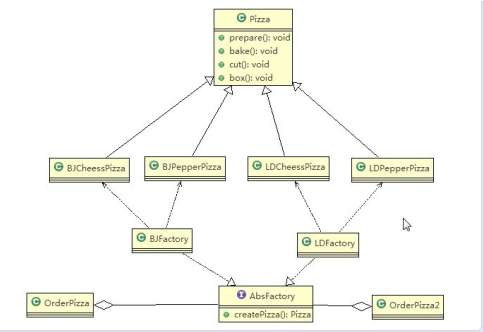 Pizza
prepare(): void
bake(): void
cut(): void
box(): void
BJCheessPizza
BJPepperPizza
LDCheessPizza
LDPepperPizza
BJFactory
LDFactory
OrderPizza
AbsFactory
createPizza(): Pizza
OrderPizza2